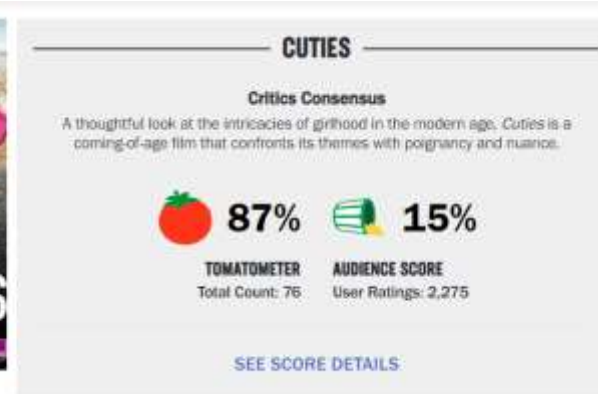 CUTIES
Critics Consensus
A thoughtful look at the intricacies of girlhood in the modern age, Cuties is a
coming-of-age film that confronts its themes with poignancy and nuance.
87%
15%
TOMATOMETER
AUDIENCE SCORE
Total Count: 76
User Ratings: 2,275
SEE SCORE DETAILS